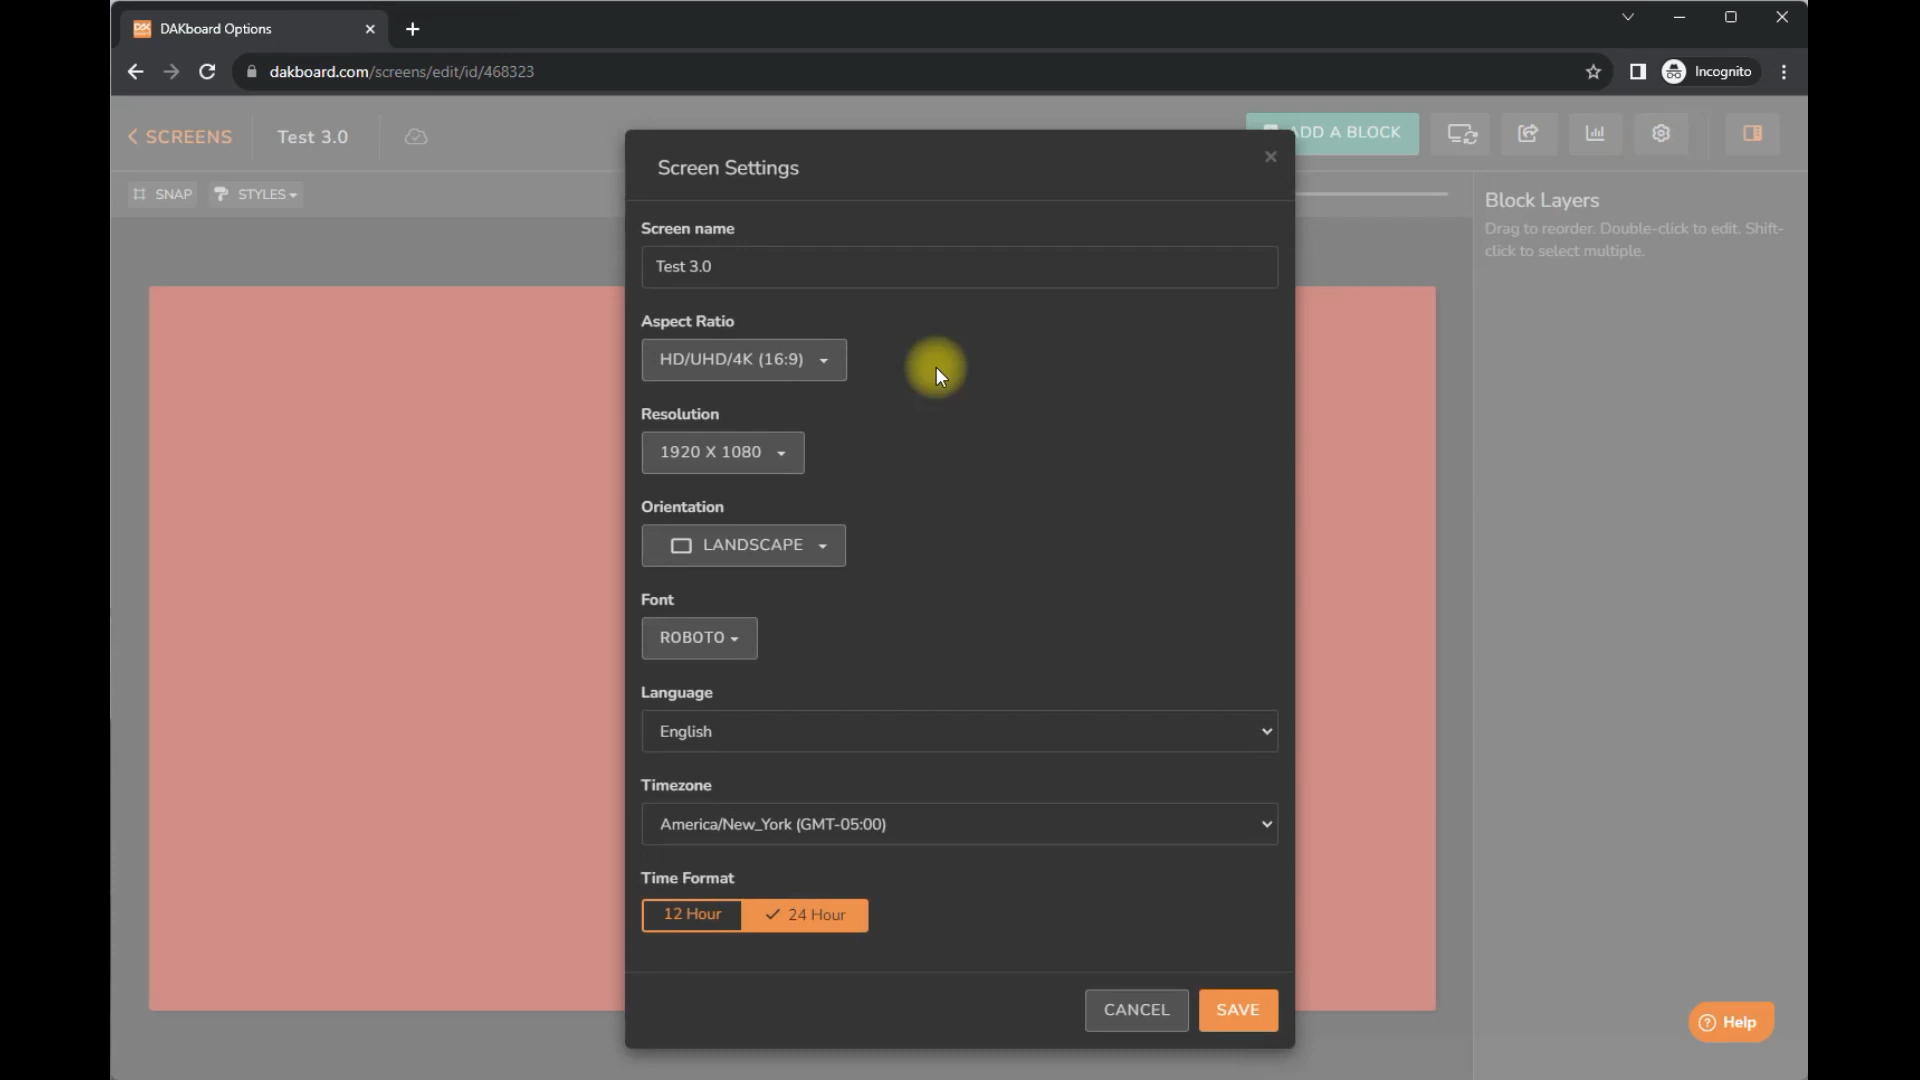 DAKboard Options
dakboard.com/screens/edit/id/468323
Incognito
SCREENS
Test 3.0
ADD A BLOCK
SNAP
STYLES
Block Layers
Drag to reorder. Double-click to edit. Shift-
click to select multiple.
Screen Settings
Screen name
Test 3.0
Aspect Ratio
HD/UHD/4K (16:9)
Resolution
1920 X 1080
Orientation
LANDSCAPE
Font
ROBOTO
Language
English
Timezone
America/New_York (GMT-05:00)
Time Format
12 Hour
24 Hour
CANCEL
SAVE
Help